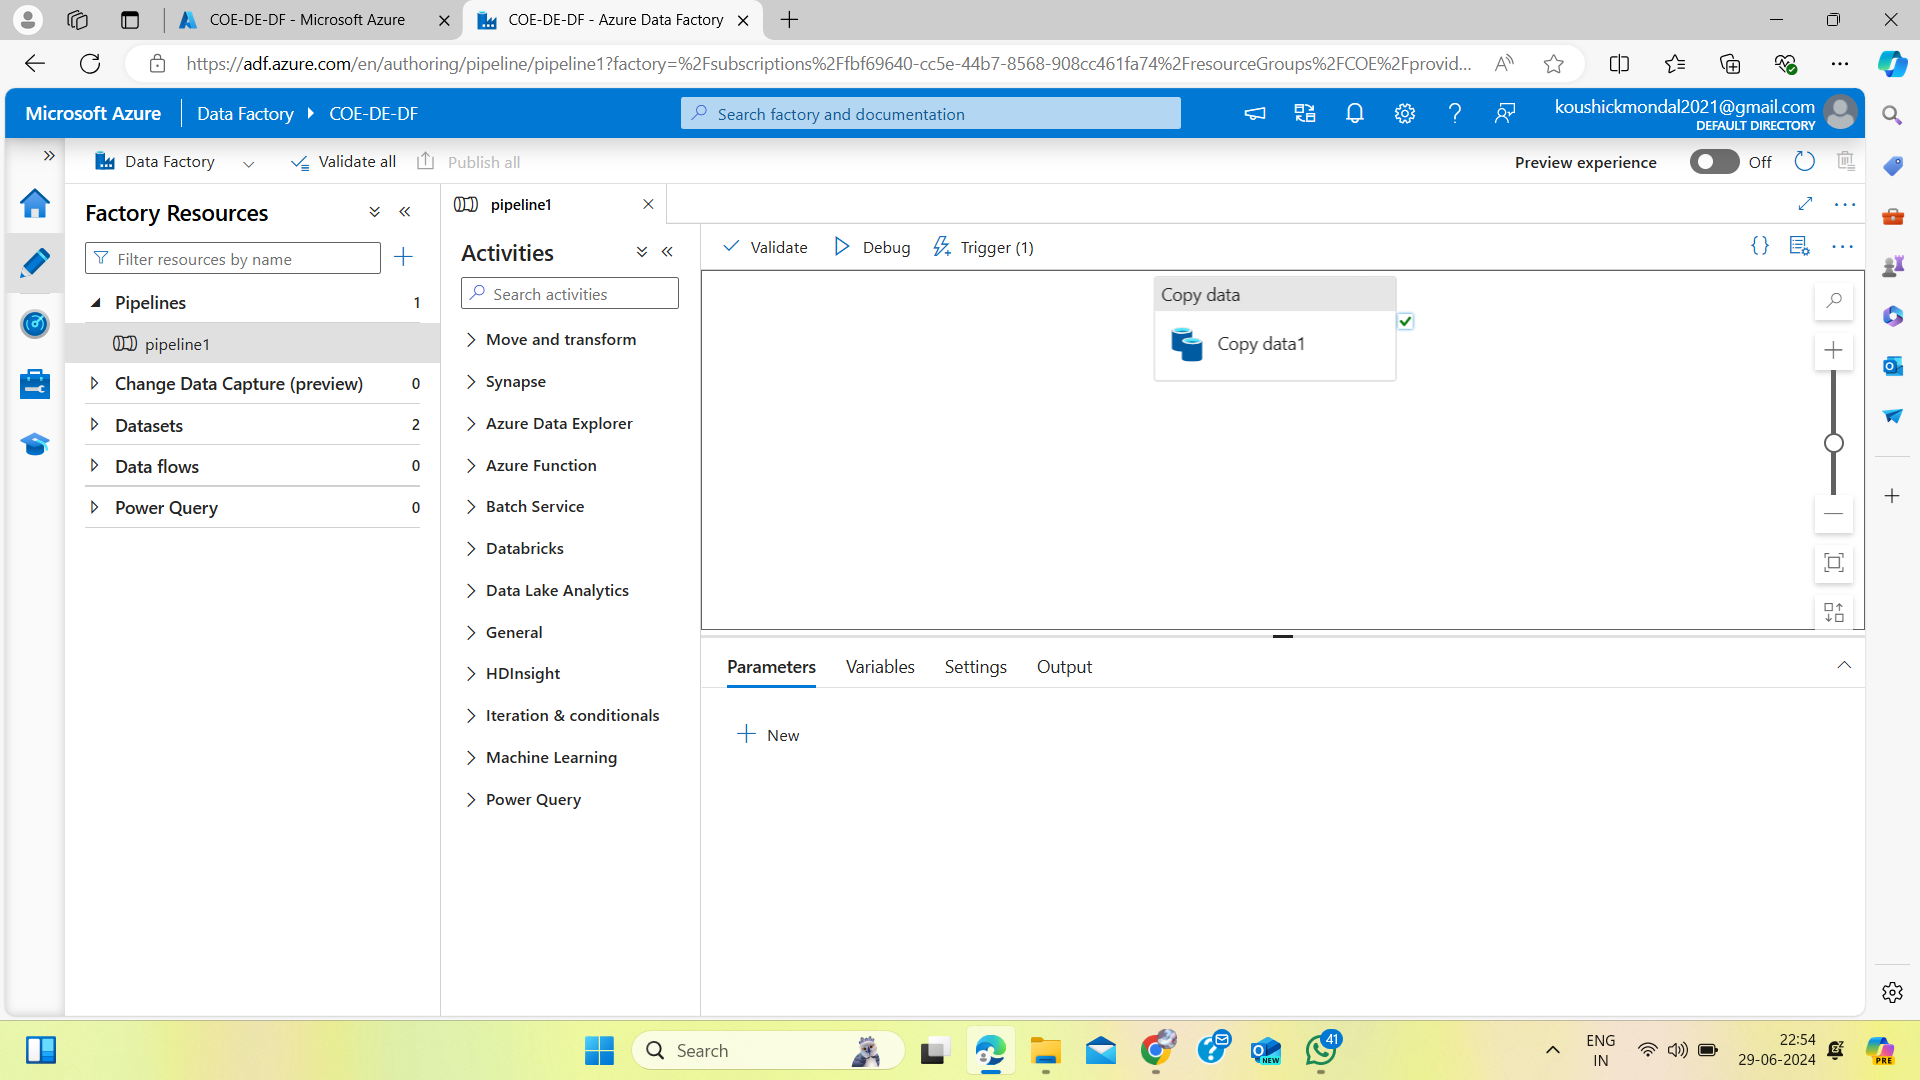 COE-DE-DF - Microsoft Azure
COE-DE-DF - Azure Data Factory
https://adf.azure.com/en/authoring/pipeline/pipeline1?factory=%2Fsubscriptions%2Ffbf69640-cc5e-44b7-8568-908cc461fa74%2FresourceGroups%2FCOE%2Fprovid...
Microsoft Azure
Data Factory
COE-DE-DF
Search factory and documentation
koushickmondal2021@gmail.com
DEFAULT DIRECTORY
Data Factory
Validate all
Publish all
Preview experience
Off
Factory Resources
Filter resources by name
Pipelines 1
pipeline1
Change Data Capture (preview) 0
Datasets 2
Data flows 0
Power Query 0
pipeline1
Activities
Search activities
Move and transform
Synapse
Azure Data Explorer
Azure Function
Batch Service
Databricks
Data Lake Analytics
General
HDInsight
Iteration & conditionals
Machine Learning
Power Query
Validate
Debug
Trigger (1)
Copy data
Copy data1
Parameters
Variables
Settings
Output
New
Search
NEW
41
ENG
IN
22:54
29-06-2024
PRE